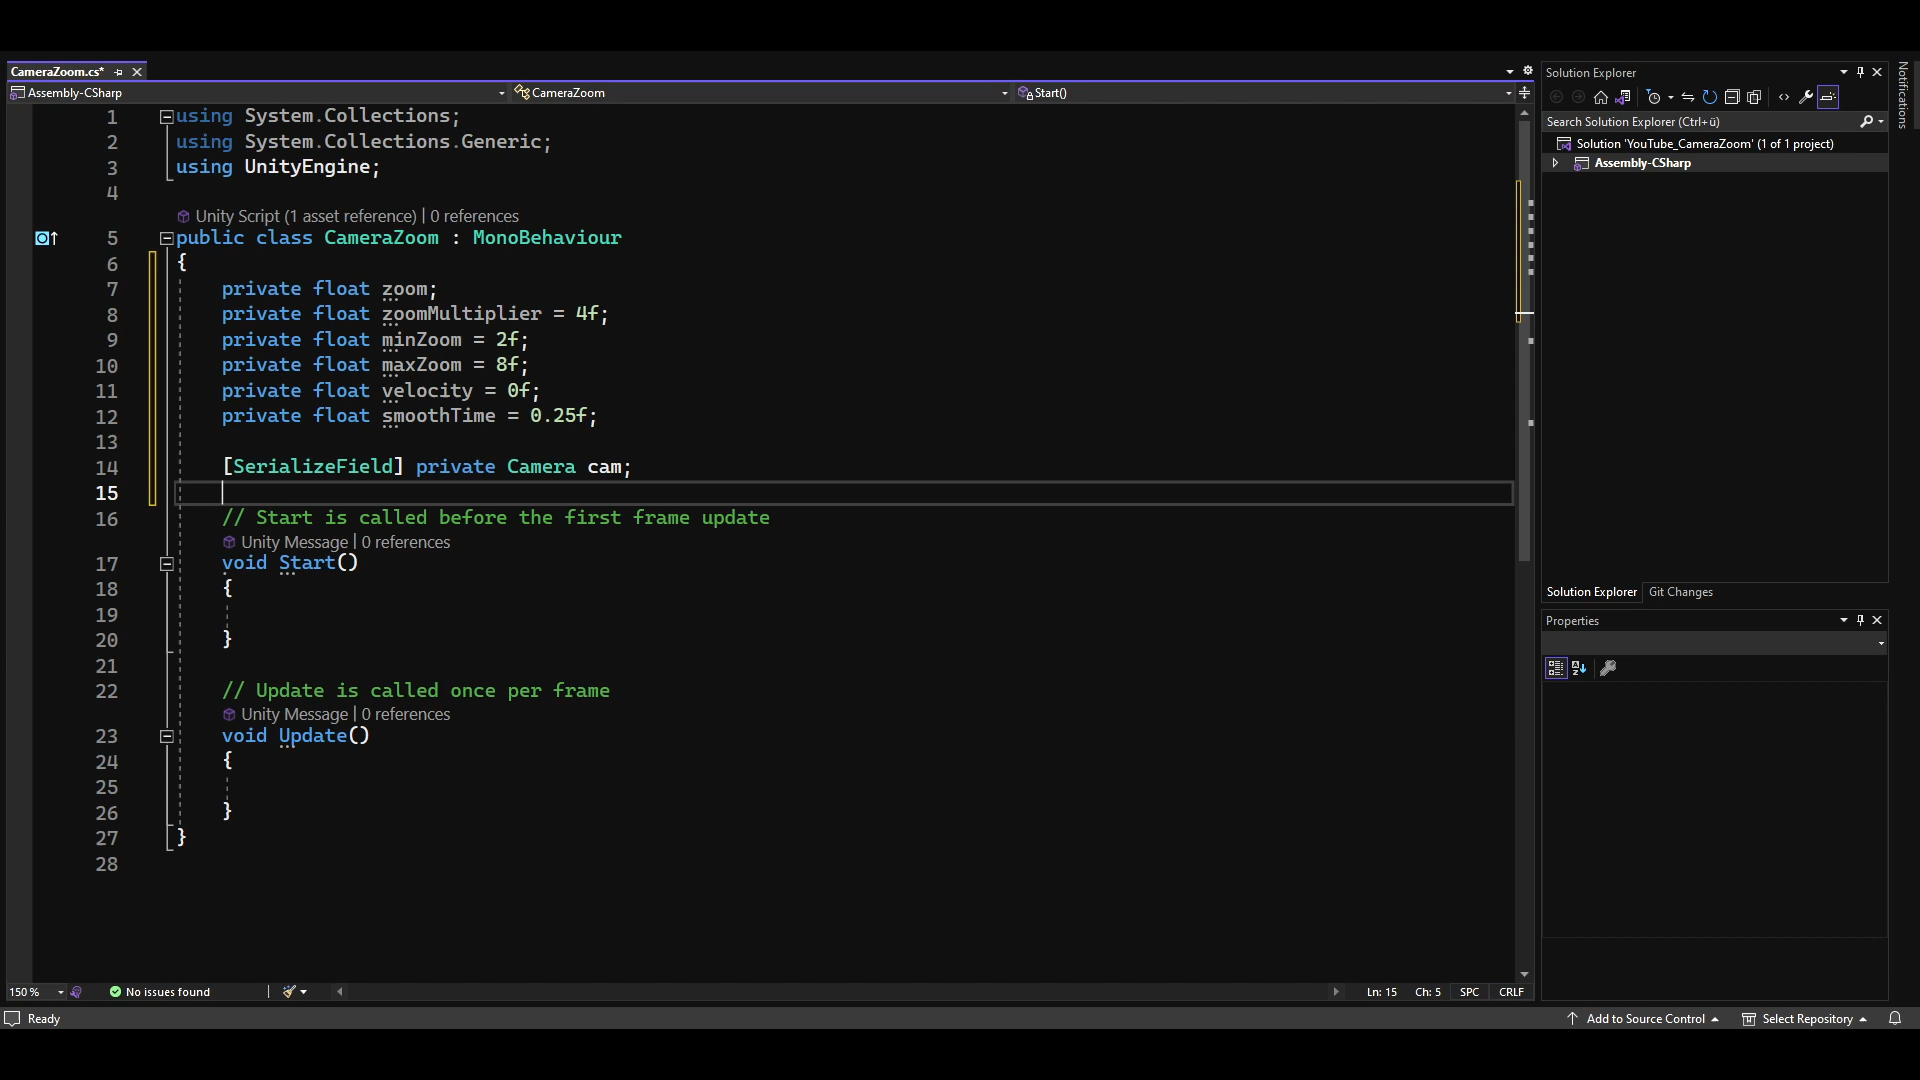 CameraZoom.cs*
Assembly-CSharp
CameraZoom
Start()
1 using System.Collections;
2 using System.Collections.Generic;
3 using UnityEngine;
4
Unity Script (1 asset reference) | 0 references
5 public class CameraZoom : MonoBehaviour
6 {
7 private float zoom;
8 private float zoomMultiplier = 4f;
9 private float minZoom = 2f;
10 private float maxZoom = 8f;
11 private float velocity = 0f;
12 private float smoothTime = 0.25f;
13
14 [SerializeField] private Camera cam;
15
16 // Start is called before the first frame update
Unity Message | 0 references
17 void Start()
18 {
19
20 }
21
22 // Update is called once per frame
Unity Message | 0 references
23 void Update()
24 {
25
26 }
27 }
28
150 %
No issues found
Ln: 15 Ch: 5 SPC CRLF
Solution Explorer
Search Solution Explorer (Ctrl+ü)
Solution 'YouTube_CameraZoom' (1 of 1 project)
Assembly-CSharp
Solution Explorer Git Changes
Properties
Notifications
Ready
Add to Source Control
Select Repository